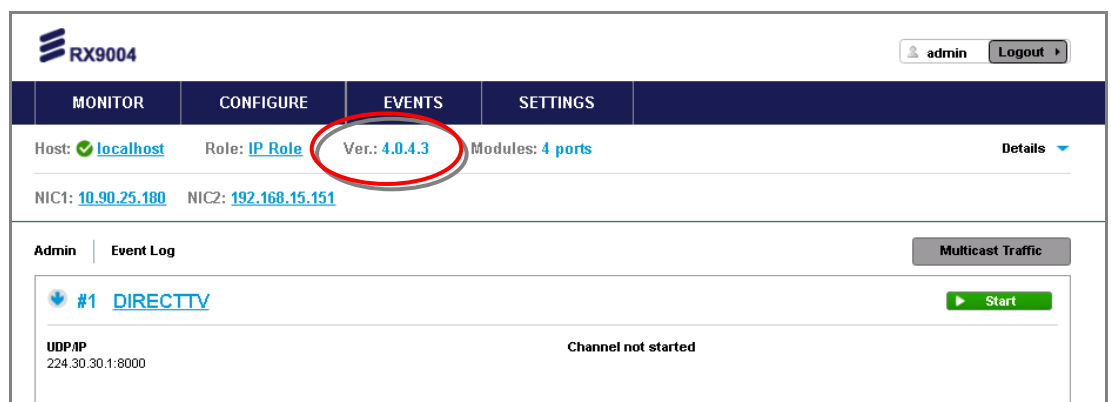 RX9004
admin Logout
MONITOR CONFIGURE EVENTS SETTINGS
Host: localhost Role: IP Role Ver.: 4.0.4.3 Modules: 4 ports Details
NIC1: 10.90.25.180 NIC2: 192.168.15.151
Admin Event Log Multicast Traffic
#1 DIRECTTV Start
UDP/IP Channel not started
224.30.30.1:8000